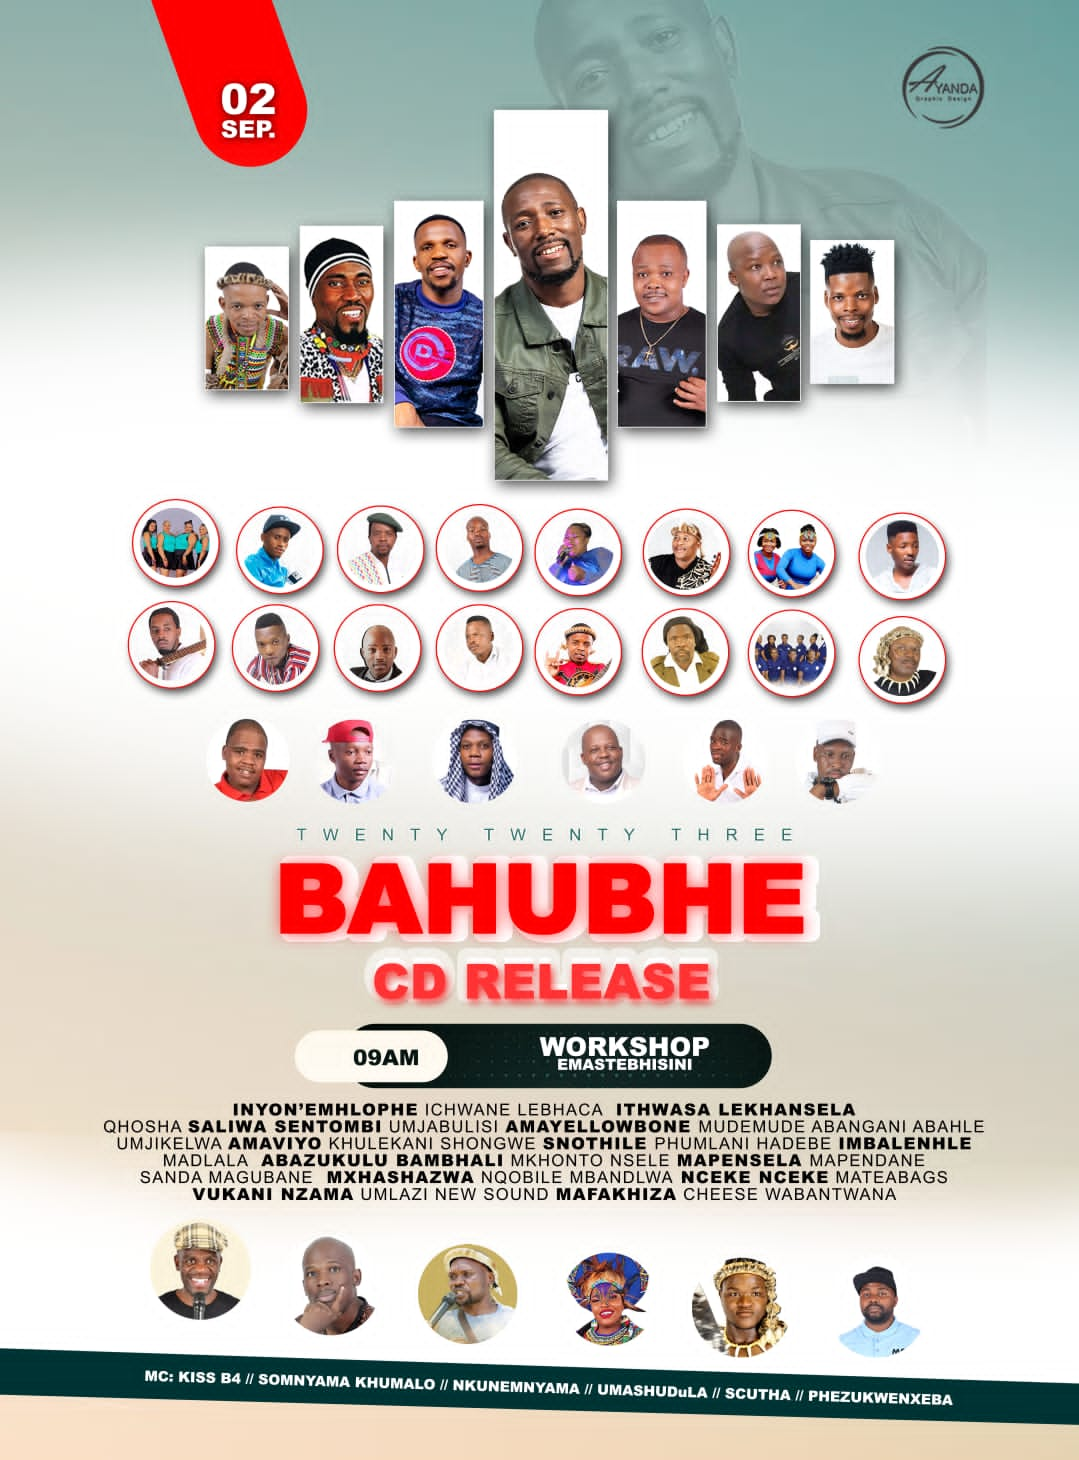 02
SEP.
AYANDA
Graphic Design
RAW.
TWENTY TWENTY THREE
BAHUBHE
CD RELEASE
09AM
WORKSHOP
EMASTEBHISINI
INYON'EMHLOPHE ICHWANE LEBHACA ITHWASA LEKHANSELA
QHOSHA SALIWA SENTOMBI UMJABULISI AMAYELLOWBONE MUDEMUDE ABANGANI ABAHLE
UMJIKELWA AMAVIYO KHULEKANI SHONGWE SNOTHILE PHUMLANI HADEBE IMBALENHLE
MADLALA ABAZUKULU BAMBHALI MKHONTO NSELE MAPENSELA MAPENDANE
SANDA MAGUBANE MXHASHAZWA NQOBILE MBANDLWA NCEKE NCEKE MATEABAGS
VUKANI NZAMA UMLAZI NEW SOUND MAFAKHIZA CHEESE WABANTWANA
MC: KISS B4 // SOMNYAMA KHUMALO // NKUNEMNYAMA // UMASHUDuLA // SCUTHA // PHEZUKWENXEBA